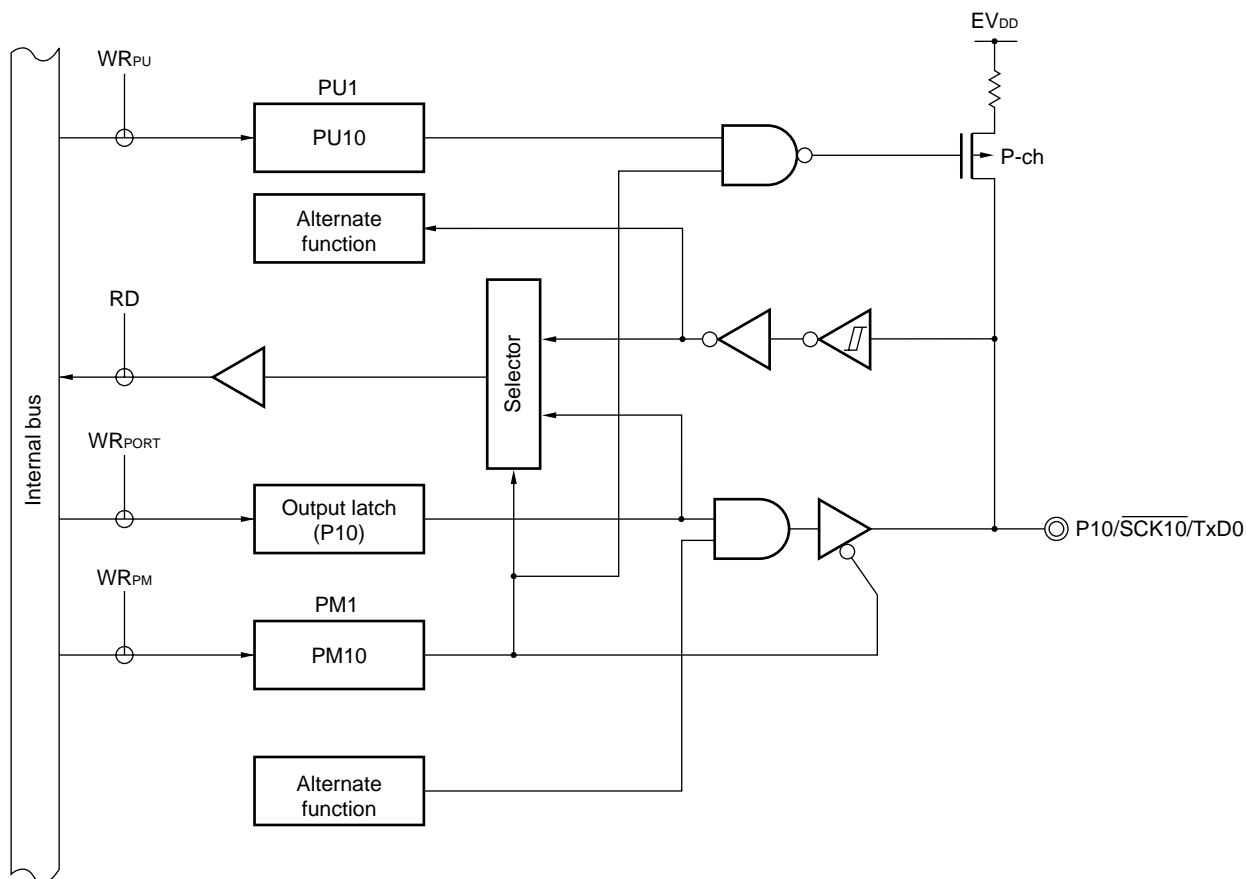 EVDD
WRPU
PU1
PU10
P-ch
Alternate
function
RD
Selector
Internal bus
WRPORT
Output latch
(P10)
P10/SCK10/TxD0
WRPM
PM1
PM10
Alternate
function